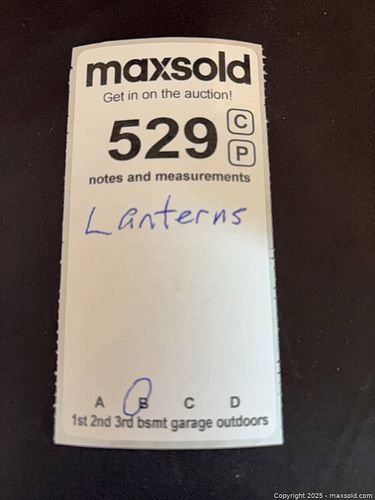 maxsold
Get in on the auction!
529 C
P
notes and measurements
Lanterns
A B C D
1st 2nd 3rd bsmt garage outdoors
Copyright 2025 - maxsold.com